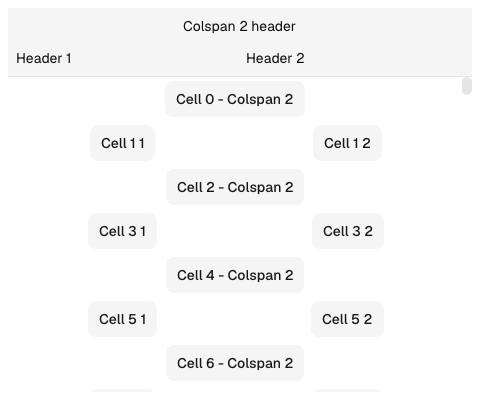 Colspan 2 header
Header 1 Header 2
Cell 0 - Colspan 2
Cell 1 1 Cell 1 2
Cell 2 - Colspan 2
Cell 3 1 Cell 3 2
Cell 4 - Colspan 2
Cell 5 1 Cell 5 2
Cell 6 - Colspan 2